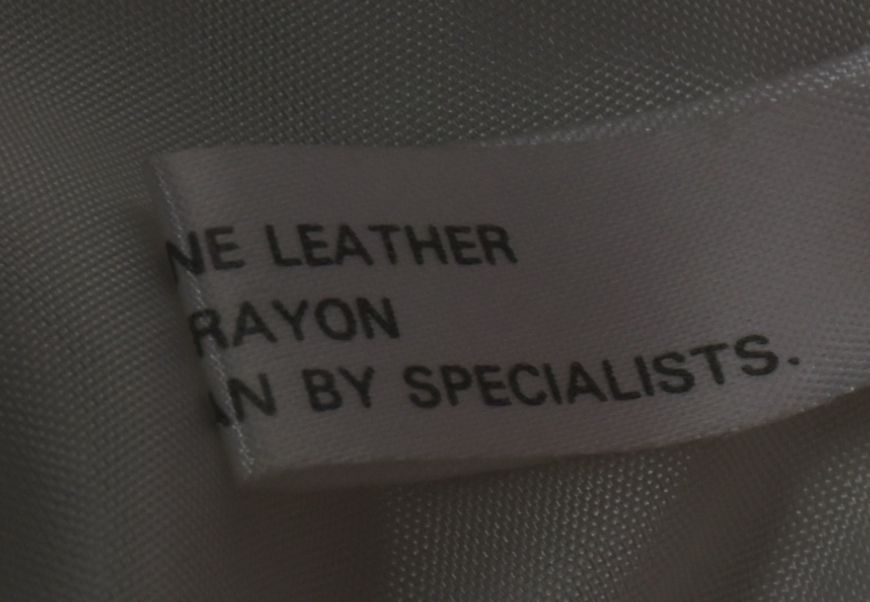 NE LEATHER
RAYON
AN BY SPECIALISTS.